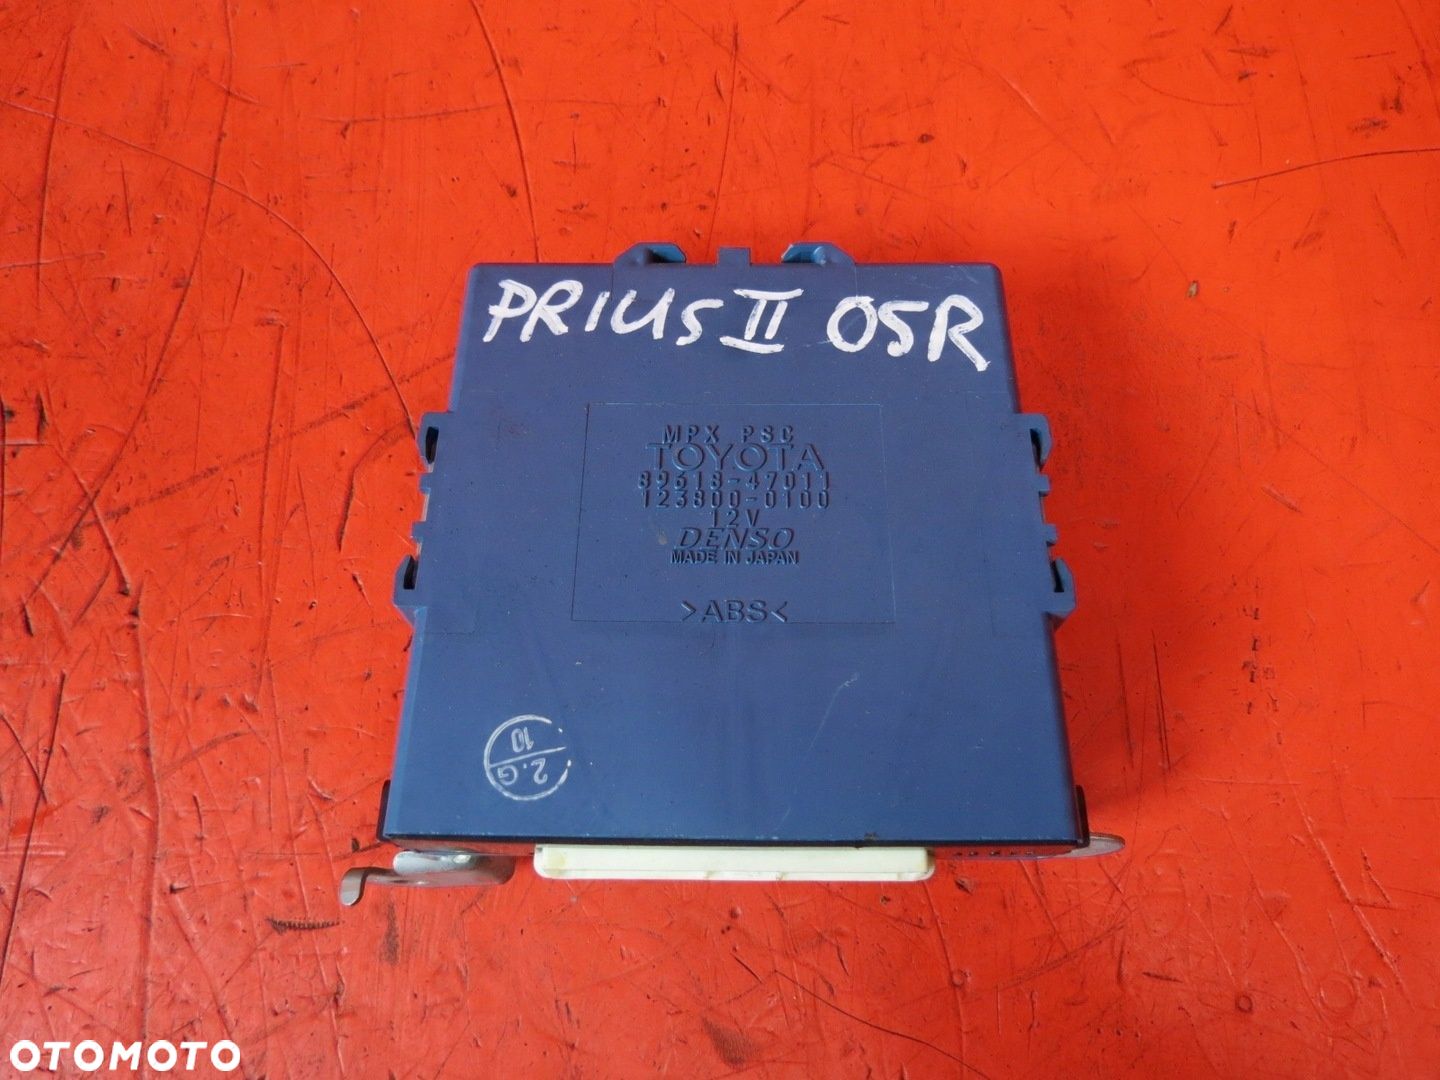 PRIUS II 05R
MPX PSC
TOYOTA
89618-47011
123800-0100
12V
DENSO
MADE IN JAPAN
>ABS<
10
2.G
OTOMOTO